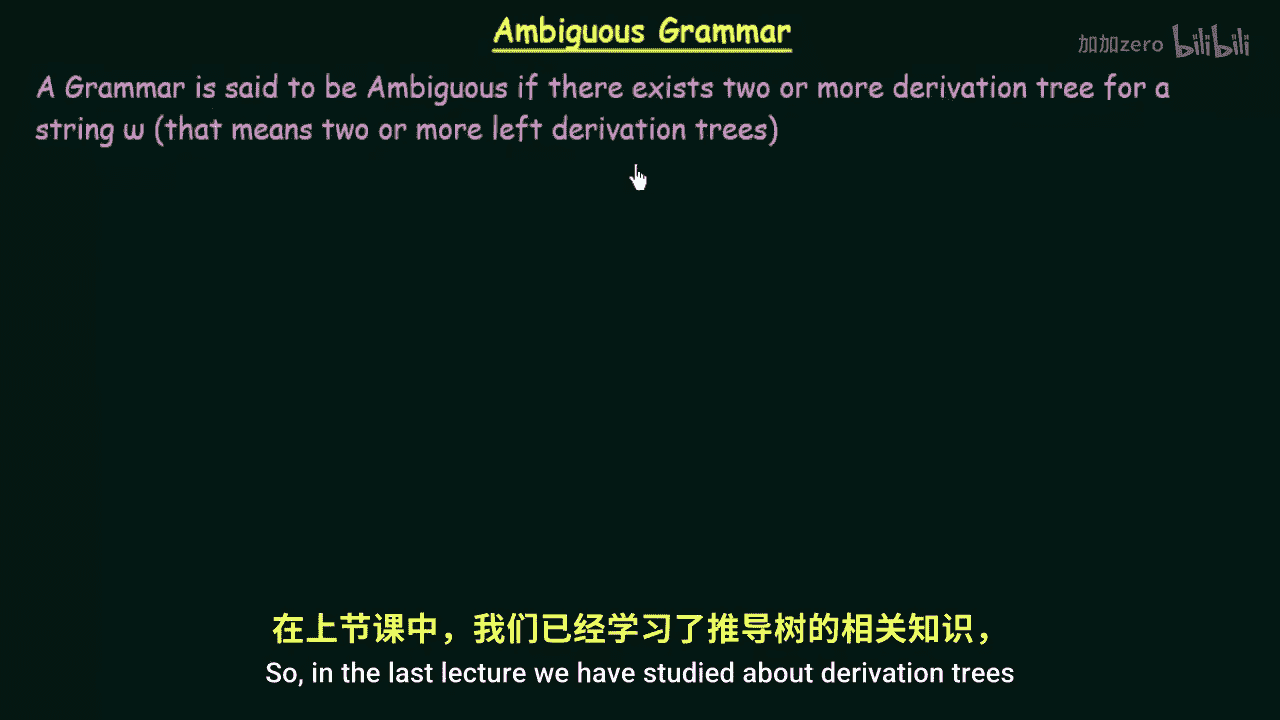 Ambiguous Grammar
加加zero bilibili
A Grammar is said to be Ambiguous if there exists two or more derivation tree for a
string w (that means two or more left derivation trees)
在上节课中，我们已经学习了推导树的相关知识，
So, in the last lecture we have studied about derivation trees